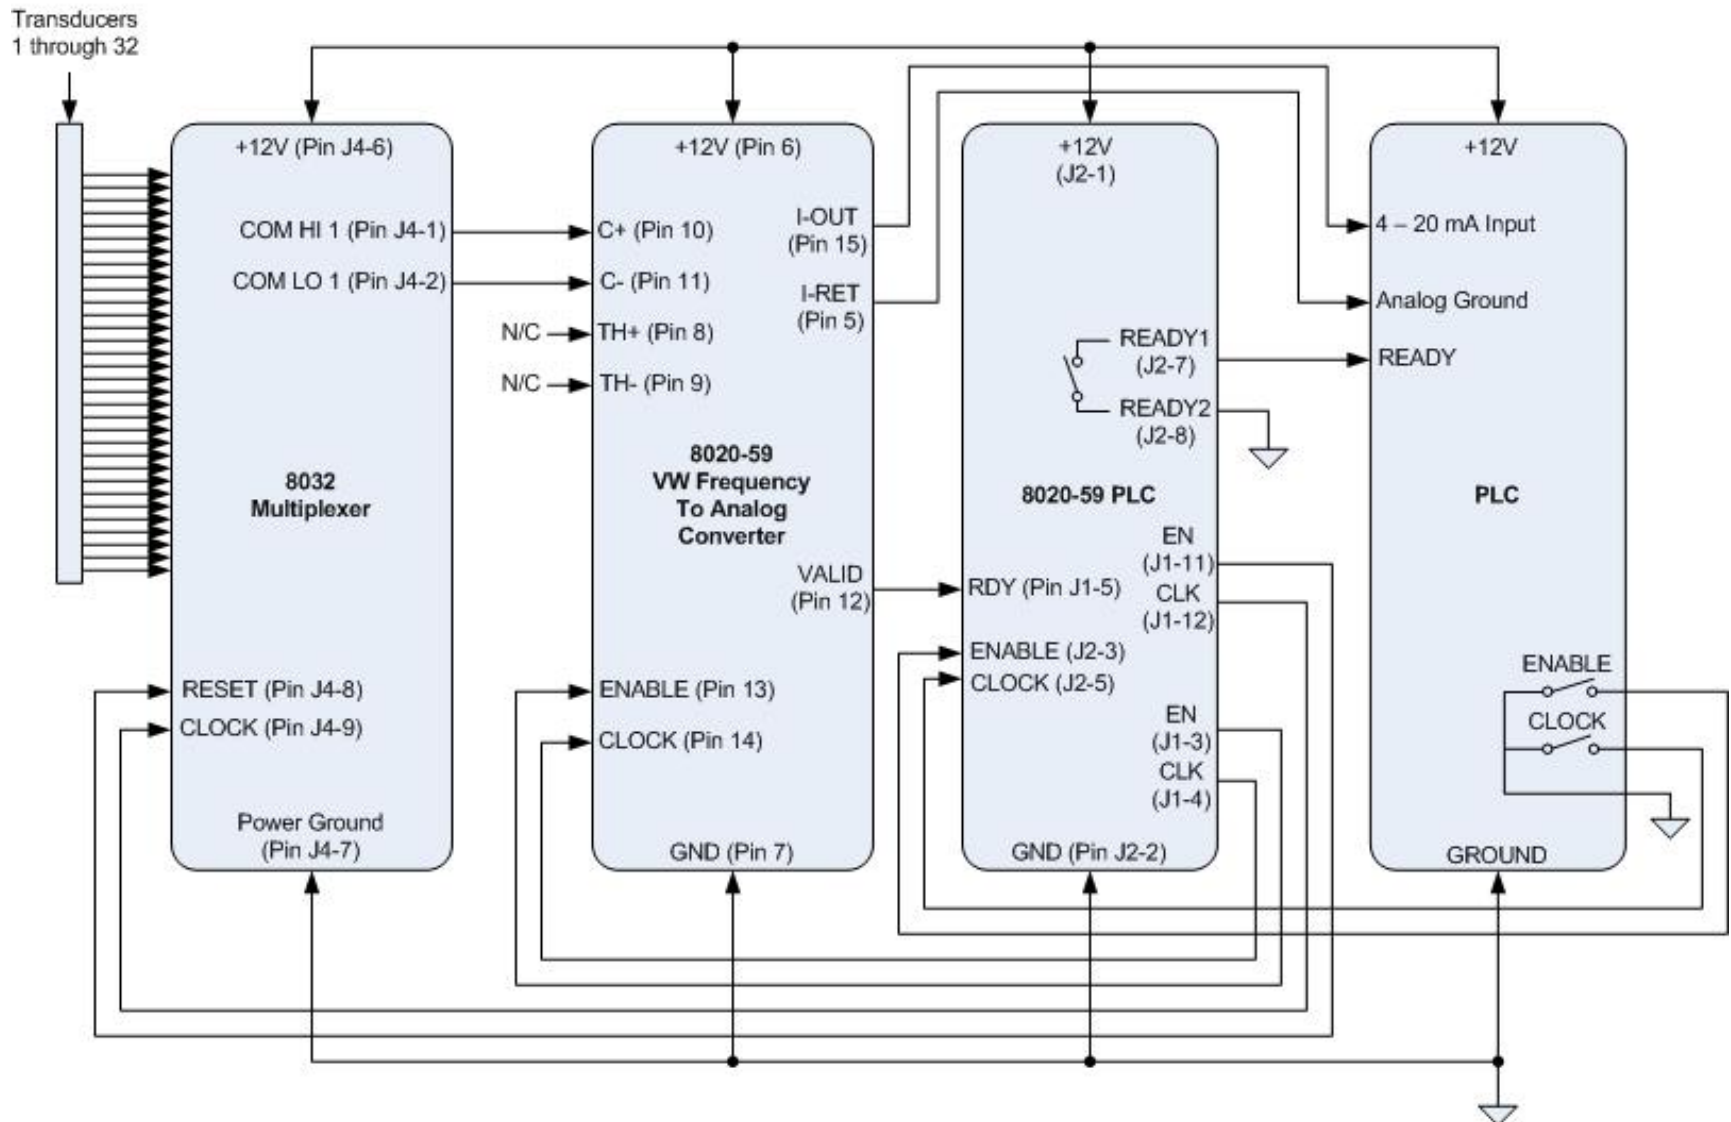 Transducers
1 through 32
+12V (Pin J4-6)
COM HI 1 (Pin J4-1)
COM LO 1 (Pin J4-2)
8032
Multiplexer
RESET (Pin J4-8)
CLOCK (Pin J4-9)
Power Ground
(Pin J4-7)
+12V (Pin 6)
C+ (Pin 10)
C- (Pin 11)
N/C
TH+ (Pin 8)
N/C
TH- (Pin 9)
I-OUT
(Pin 15)
I-RET
(Pin 5)
8020-59
VW Frequency
To Analog
Converter
VALID
(Pin 12)
ENABLE (Pin 13)
CLOCK (Pin 14)
GND (Pin 7)
+12V
(J2-1)
READY1
(J2-7)
READY2
(J2-8)
8020-59 PLC
EN
(J1-11)
RDY (Pin J1-5)
CLK
(J1-12)
ENABLE (J2-3)
CLOCK (J2-5)
EN
(J1-3)
CLK
(J1-4)
GND (Pin J2-2)
+12V
4 – 20 mA Input
Analog Ground
READY
PLC
ENABLE
CLOCK
GROUND